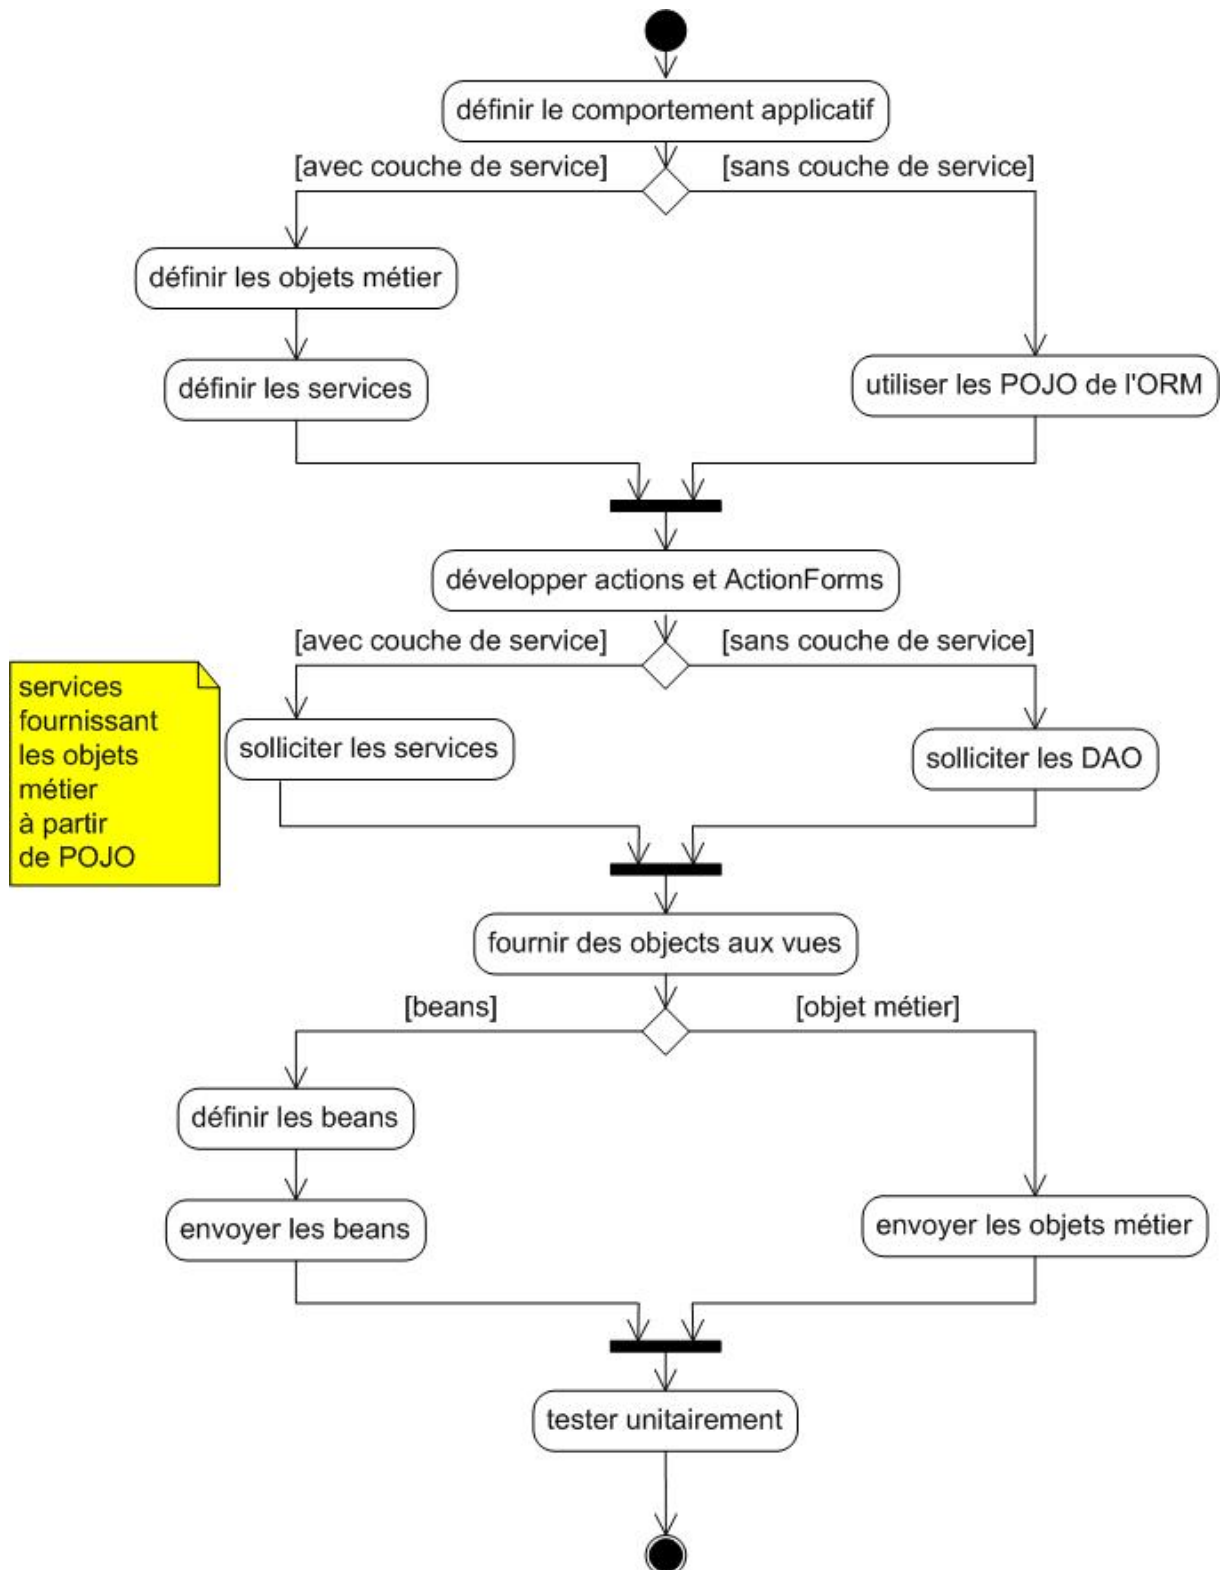 définir le comportement applicatif
[avec couche de service]
[sans couche de service]
définir les objets métier
définir les services
utiliser les POJO de l'ORM
développer actions et ActionForms
[avec couche de service]
[sans couche de service]
services
fournissant
les objets
métier
à partir
de POJO
solliciter les services
solliciter les DAO
fournir des objects aux vues
[beans]
[objet métier]
définir les beans
envoyer les beans
envoyer les objets métier
tester unitairement